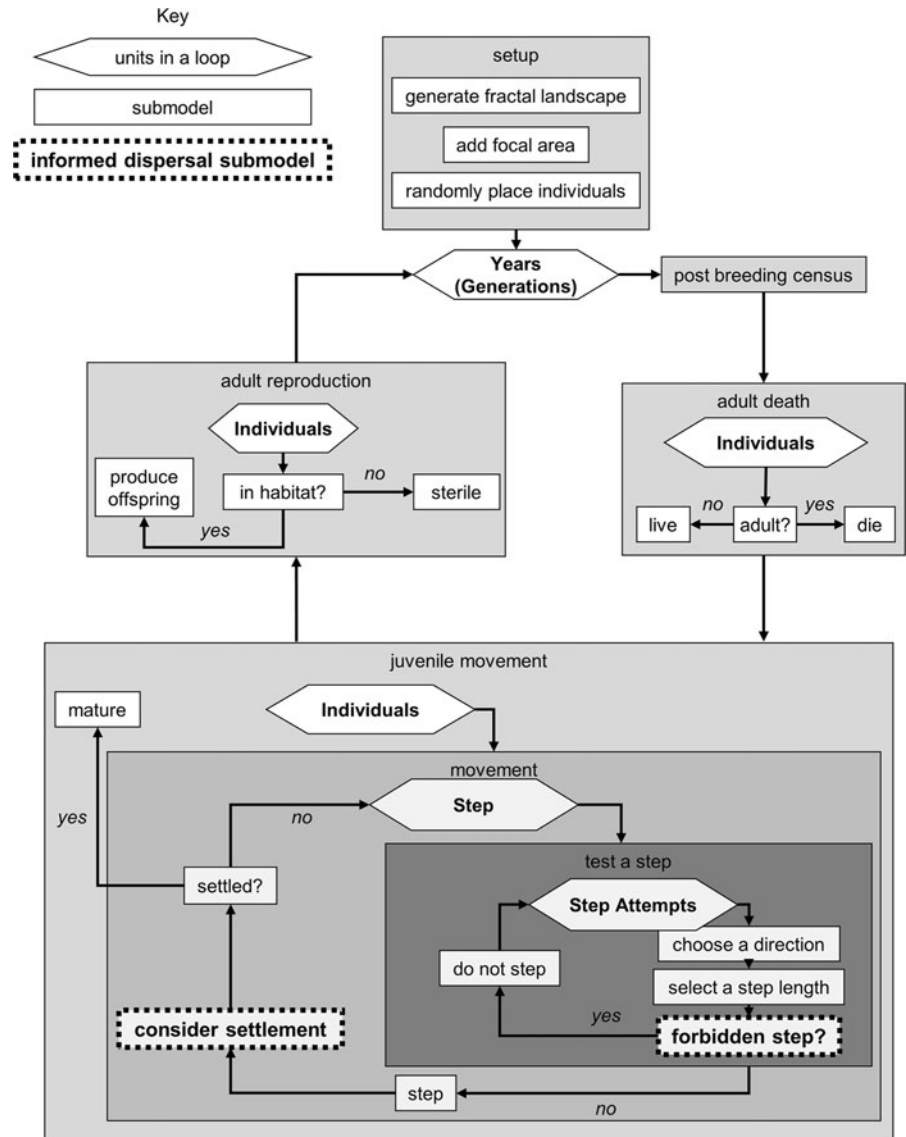 Key
units in a loop
submodel
informed dispersal submodel
setup
generate fractal landscape
add focal area
randomly place individuals
Years
(Generations)
post breeding census
adult reproduction
Individuals
produce
offspring
in habitat?
no
sterile
yes
adult death
Individuals
no
yes
live
adult?
die
juvenile movement
mature
Individuals
movement
yes
no
Step
test a step
settled?
Step Attempts
choose a direction
do not step
select a step length
yes
consider settlement
forbidden step?
step
no